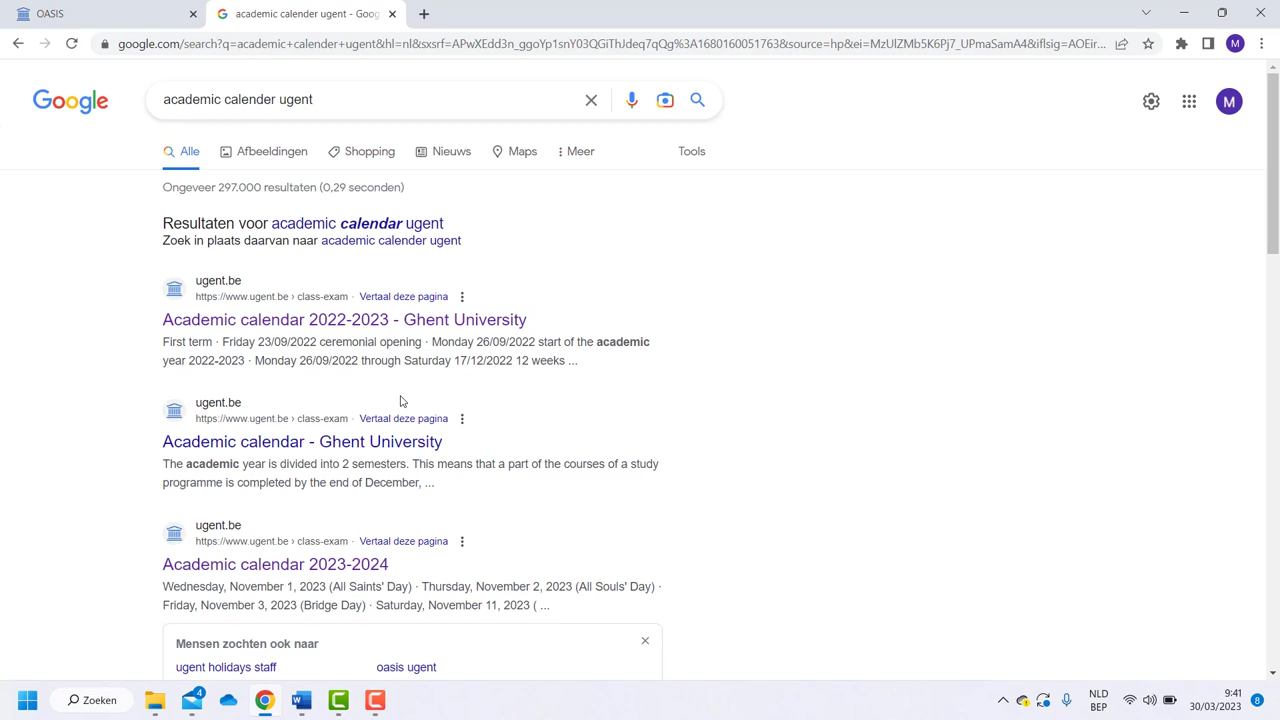 OASIS
academic calender ugent - Goog
google.com/search?q=academic+calender+ugent&hl=nl&sxsrf=APwXEdd3n_ggoYp1snY03QGiThJdeq7qQg%3A1680160051763&source=hp&ei=MzUlZMb5K6Pj7_UPmaSamA4&iflsig=AOEir...
M
Google
academic calender ugent
M
Alle
Afbeeldingen
Shopping
Nieuws
Maps
Meer
Tools
Ongeveer 297.000 resultaten (0,29 seconden)
Resultaten voor academic calendar ugent
Zoek in plaats daarvan naar academic calender ugent
ugent.be
https://www.ugent.be › class-exam · Vertaal deze pagina
Academic calendar 2022-2023 - Ghent University
First term · Friday 23/09/2022 ceremonial opening · Monday 26/09/2022 start of the academic
year 2022-2023 · Monday 26/09/2022 through Saturday 17/12/2022 12 weeks ...
ugent.be
https://www.ugent.be › class-exam · Vertaal deze pagina
Academic calendar - Ghent University
The academic year is divided into 2 semesters. This means that a part of the courses of a study
programme is completed by the end of December, ...
ugent.be
https://www.ugent.be › class-exam · Vertaal deze pagina
Academic calendar 2023-2024
Wednesday, November 1, 2023 (All Saints' Day) · Thursday, November 2, 2023 (All Souls' Day) ·
Friday, November 3, 2023 (Bridge Day) · Saturday, November 11, 2023 ( ...
Mensen zochten ook naar
ugent holidays staff
oasis ugent
Zoeken
4
NLD
BEP
9:41
30/03/2023
8